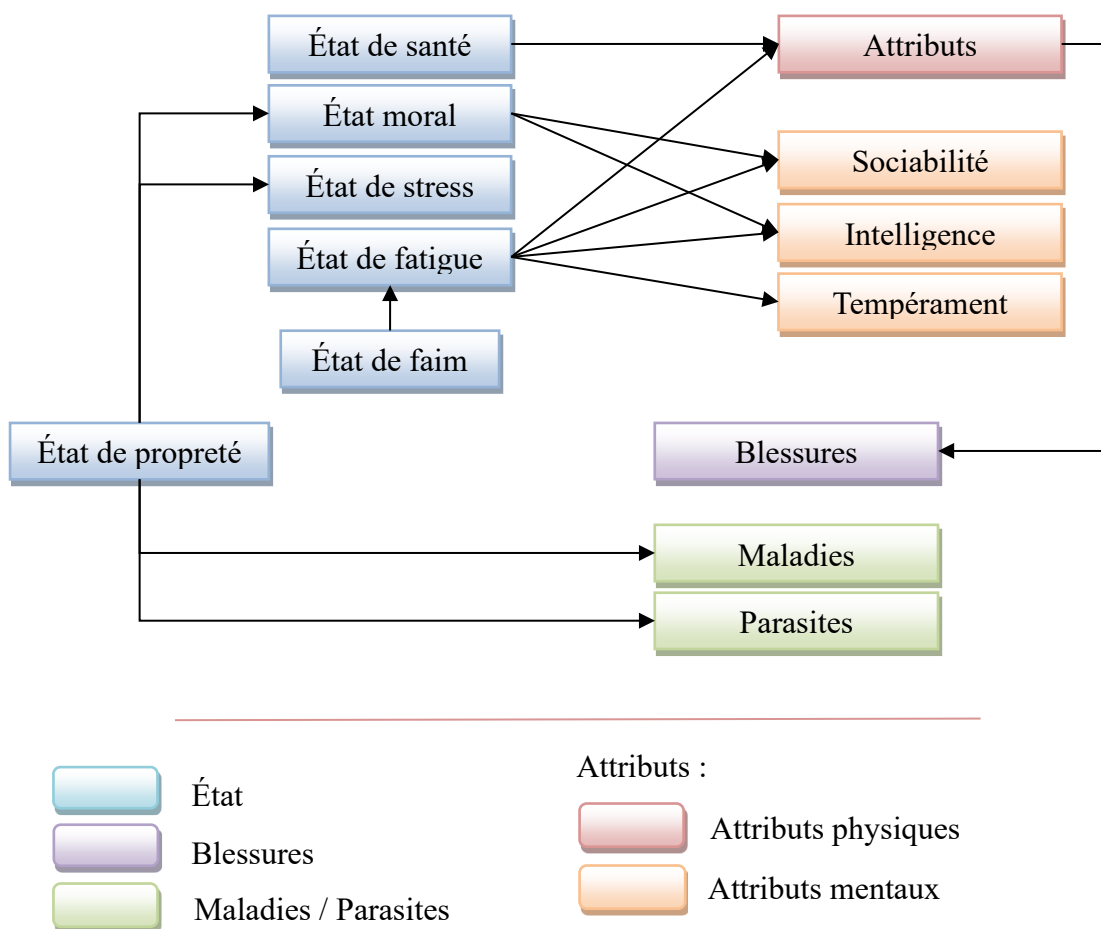 État de santé
Attributs
État moral
Sociabilité
État de stress
Intelligence
État de fatigue
Tempérament
État de faim
État de propreté
Blessures
Maladies
Parasites
Attributs :
État
Attributs physiques
Blessures
Attributs mentaux
Maladies / Parasites